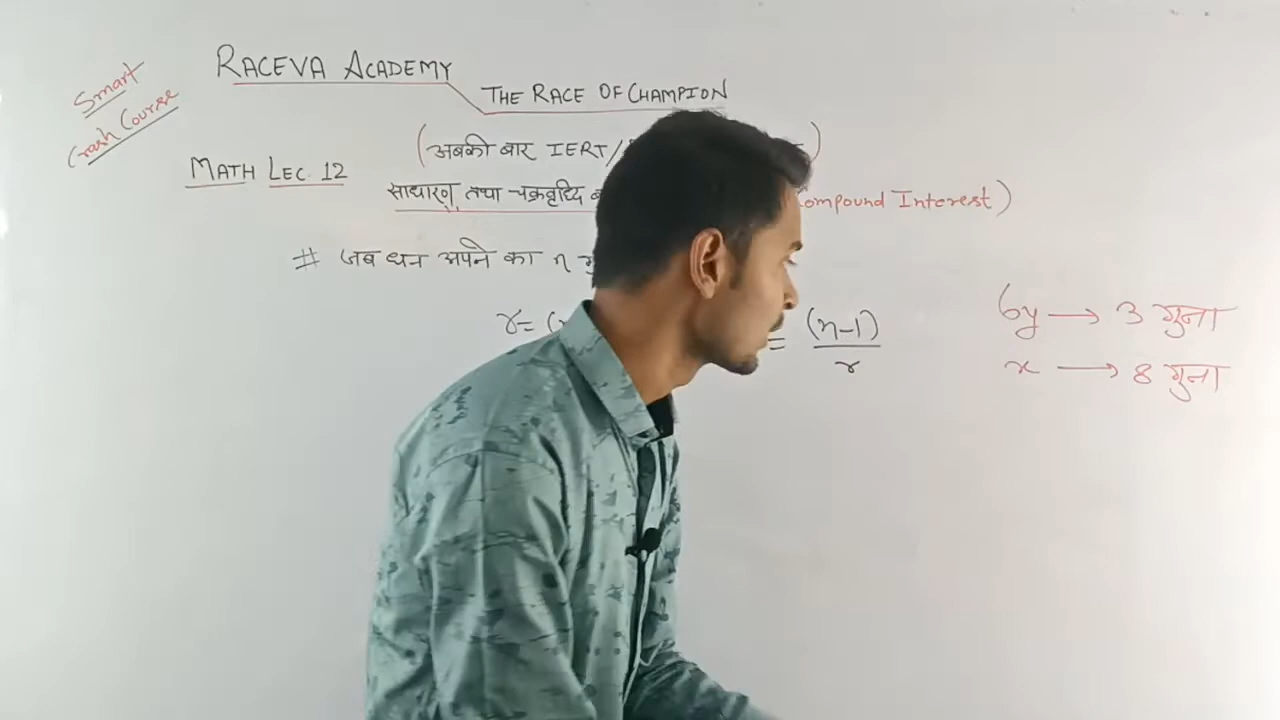 Smart
Crash Course
RACEVA ACADEMY
THE RACE OF CHAMPION
(अबकी बार IERT/
MATH LEC. 12
साधारण तथा चक्रवृद्धि
ompound Interest)
# जब धन अपने का n
r= (
= (n-1)/r
6y → 3 गुना
x → 8 गुना